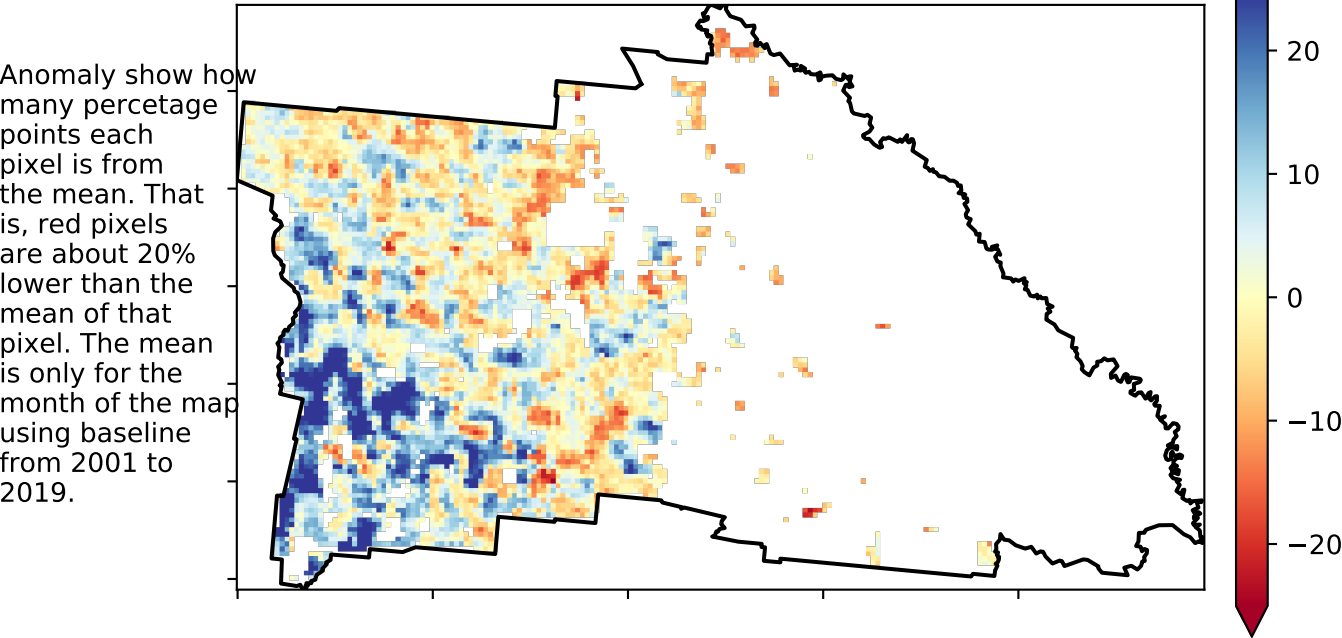 Anomaly show how
many percetage
points each
pixel is from
the mean. That
is, red pixels
are about 20%
lower than the
mean of that
pixel. The mean
is only for the
month of the map
using baseline
from 2001 to
2019.
20
10
0
−10
−20